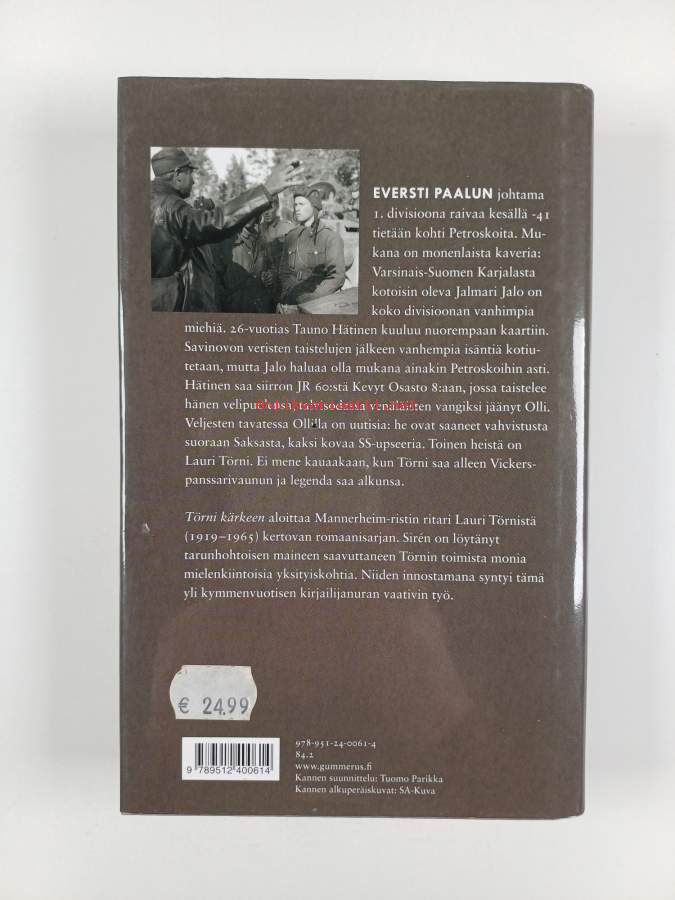 EVERSTI PAALUN johtama
1. divisioona raivaa kesällä -41
tietään kohti Petroskoita. Mu-
kana on monenlaista kaveria:
Varsinais-Suomen Karjalasta
kotoisin oleva Jalmari Jalo on
koko divisioonan vanhimpia
miehiä. 26-vuotias Tauno Hätinen kuuluu nuorempaan kaartiin.
Savinovon veristen taistelujen jälkeen vanhempia isäntiä kotiu-
tetaan, mutta Jalo haluaa olla mukana ainakin Petroskoihin asti.
Hätinen saa siirron JR 60:stä Kevyt Osasto 8:aan, jossa taistelee
hänen velipuolensa, venäläisten vangiksi jäänyt Olli.
Veljesten tavatessa Ollilla on uutisia: he ovat saaneet vahvistusta
suoraan Saksasta, kaksi kovaa SS-upseeria. Toinen heistä on
Lauri Törni. Ei mene kauaakaan, kun Törni saa alleen Vickers-
panssarivaunun ja legenda saa alkunsa.
Törni kärkeen aloittaa Mannerheim-ristin ritari Lauri Törnistä
(1919–1965) kertovan romaanisarjan. Sirén on löytänyt
tarunhohtoisen maineen saavuttaneen Törnin toimista monia
mielenkiintoisia yksityiskohtia. Niiden innostamana syntyi tämä
yli kymmenvuotisen kirjailijanuran vaativin työ.
€ 24.99
978-951-24-0061-4
84.2
www.gummerus.fi
Kannen suunnittelu: Tuomo Parikka
Kannen alkuperäiskuvat: SA-Kuva
9 789512 400614